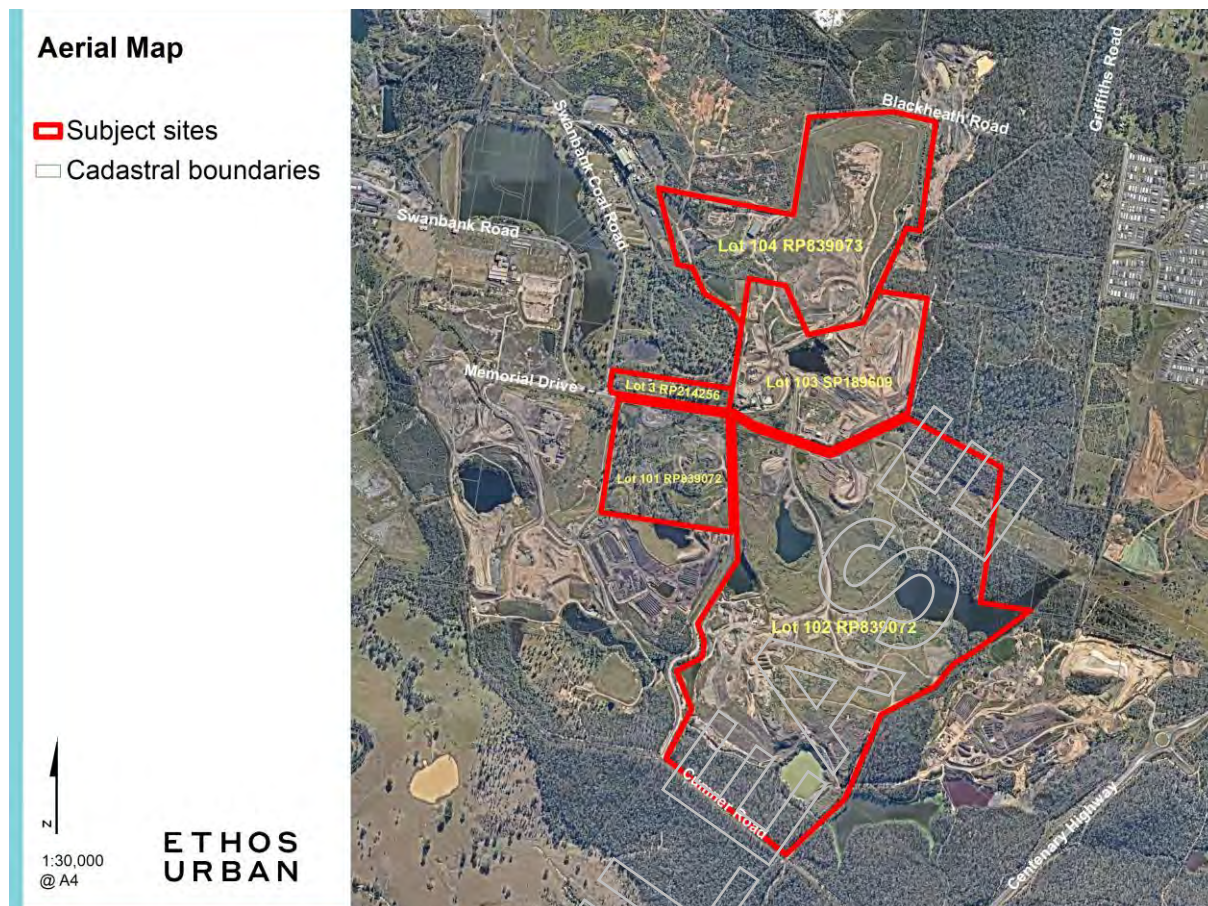 Aerial Map
Subject sites
Cadastral boundaries
Blackheath Road
Griffiths Road
Swanbank Coal Road
Swanbank Road
Lot 104 RP839073
Memorial Drive
Lot 3 RP214256
Lot 103 SP189609
Lot 101 RP839072
Lot 102 RP839072
Cumner Road
Centenary Highway
N
1:30,000
@ A4
ETHOS
URBAN